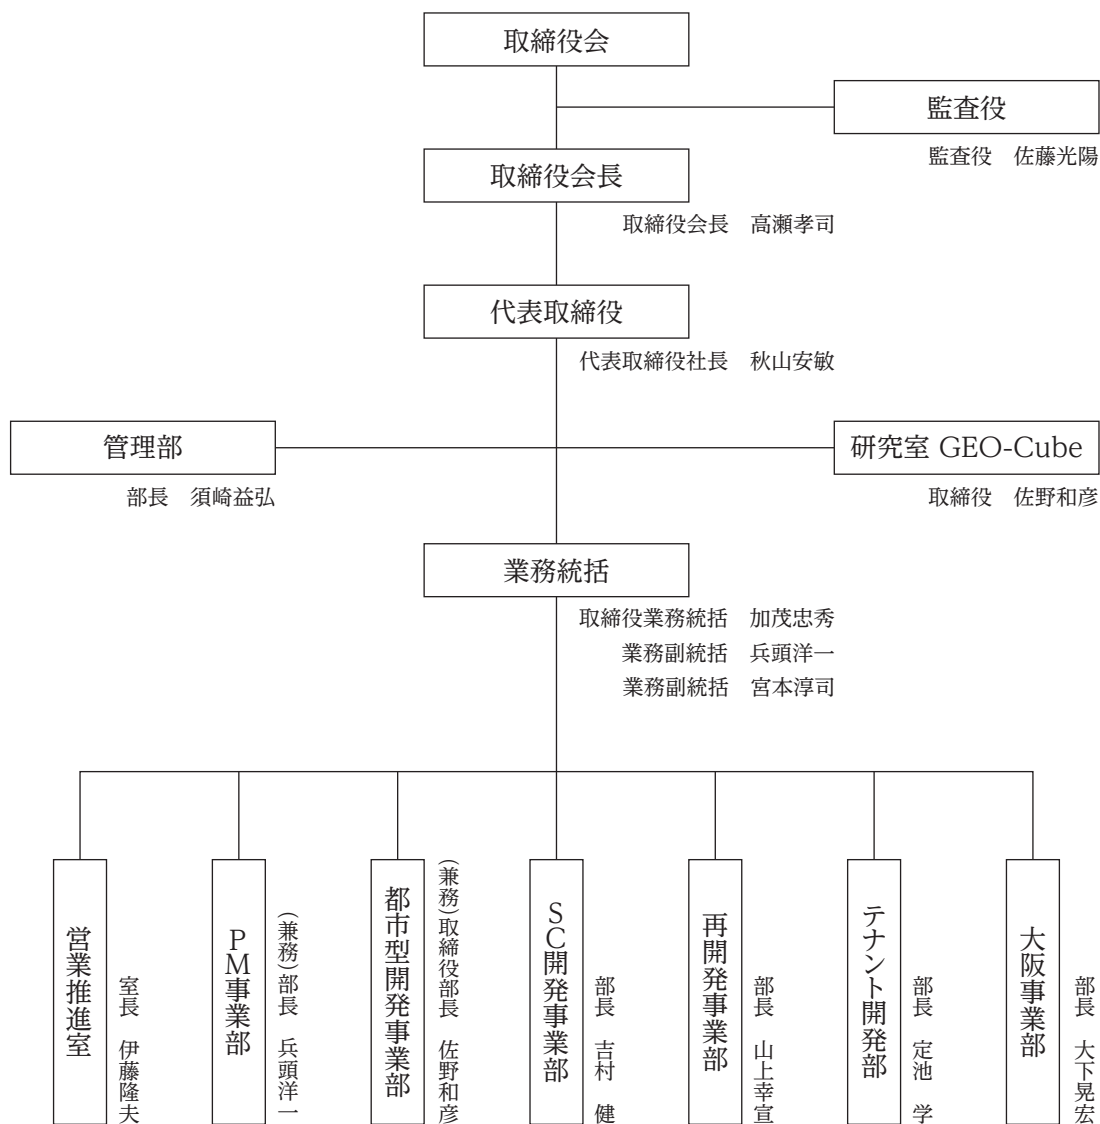 取締役会
監査役
監査役　佐藤光陽
取締役会長
取締役会長　高瀬孝司
代表取締役
代表取締役社長　秋山安敏
管理部
部長　須崎益弘
研究室 GEO-Cube
取締役　佐野和彦
業務統括
取締役業務統括　加茂忠秀
業務副統括　兵頭洋一
業務副統括　宮本淳司
営業推進室
室長　伊藤隆夫
PM事業部
(兼務)部長　兵頭洋一
都市型開発事業部
(兼務)取締役部長　佐野和彦
SC開発事業部
部長　吉村　健
再開発事業部
部長　山上幸宣
テナント開発部
部長　定池　学
大阪事業部
部長　大下晃宏